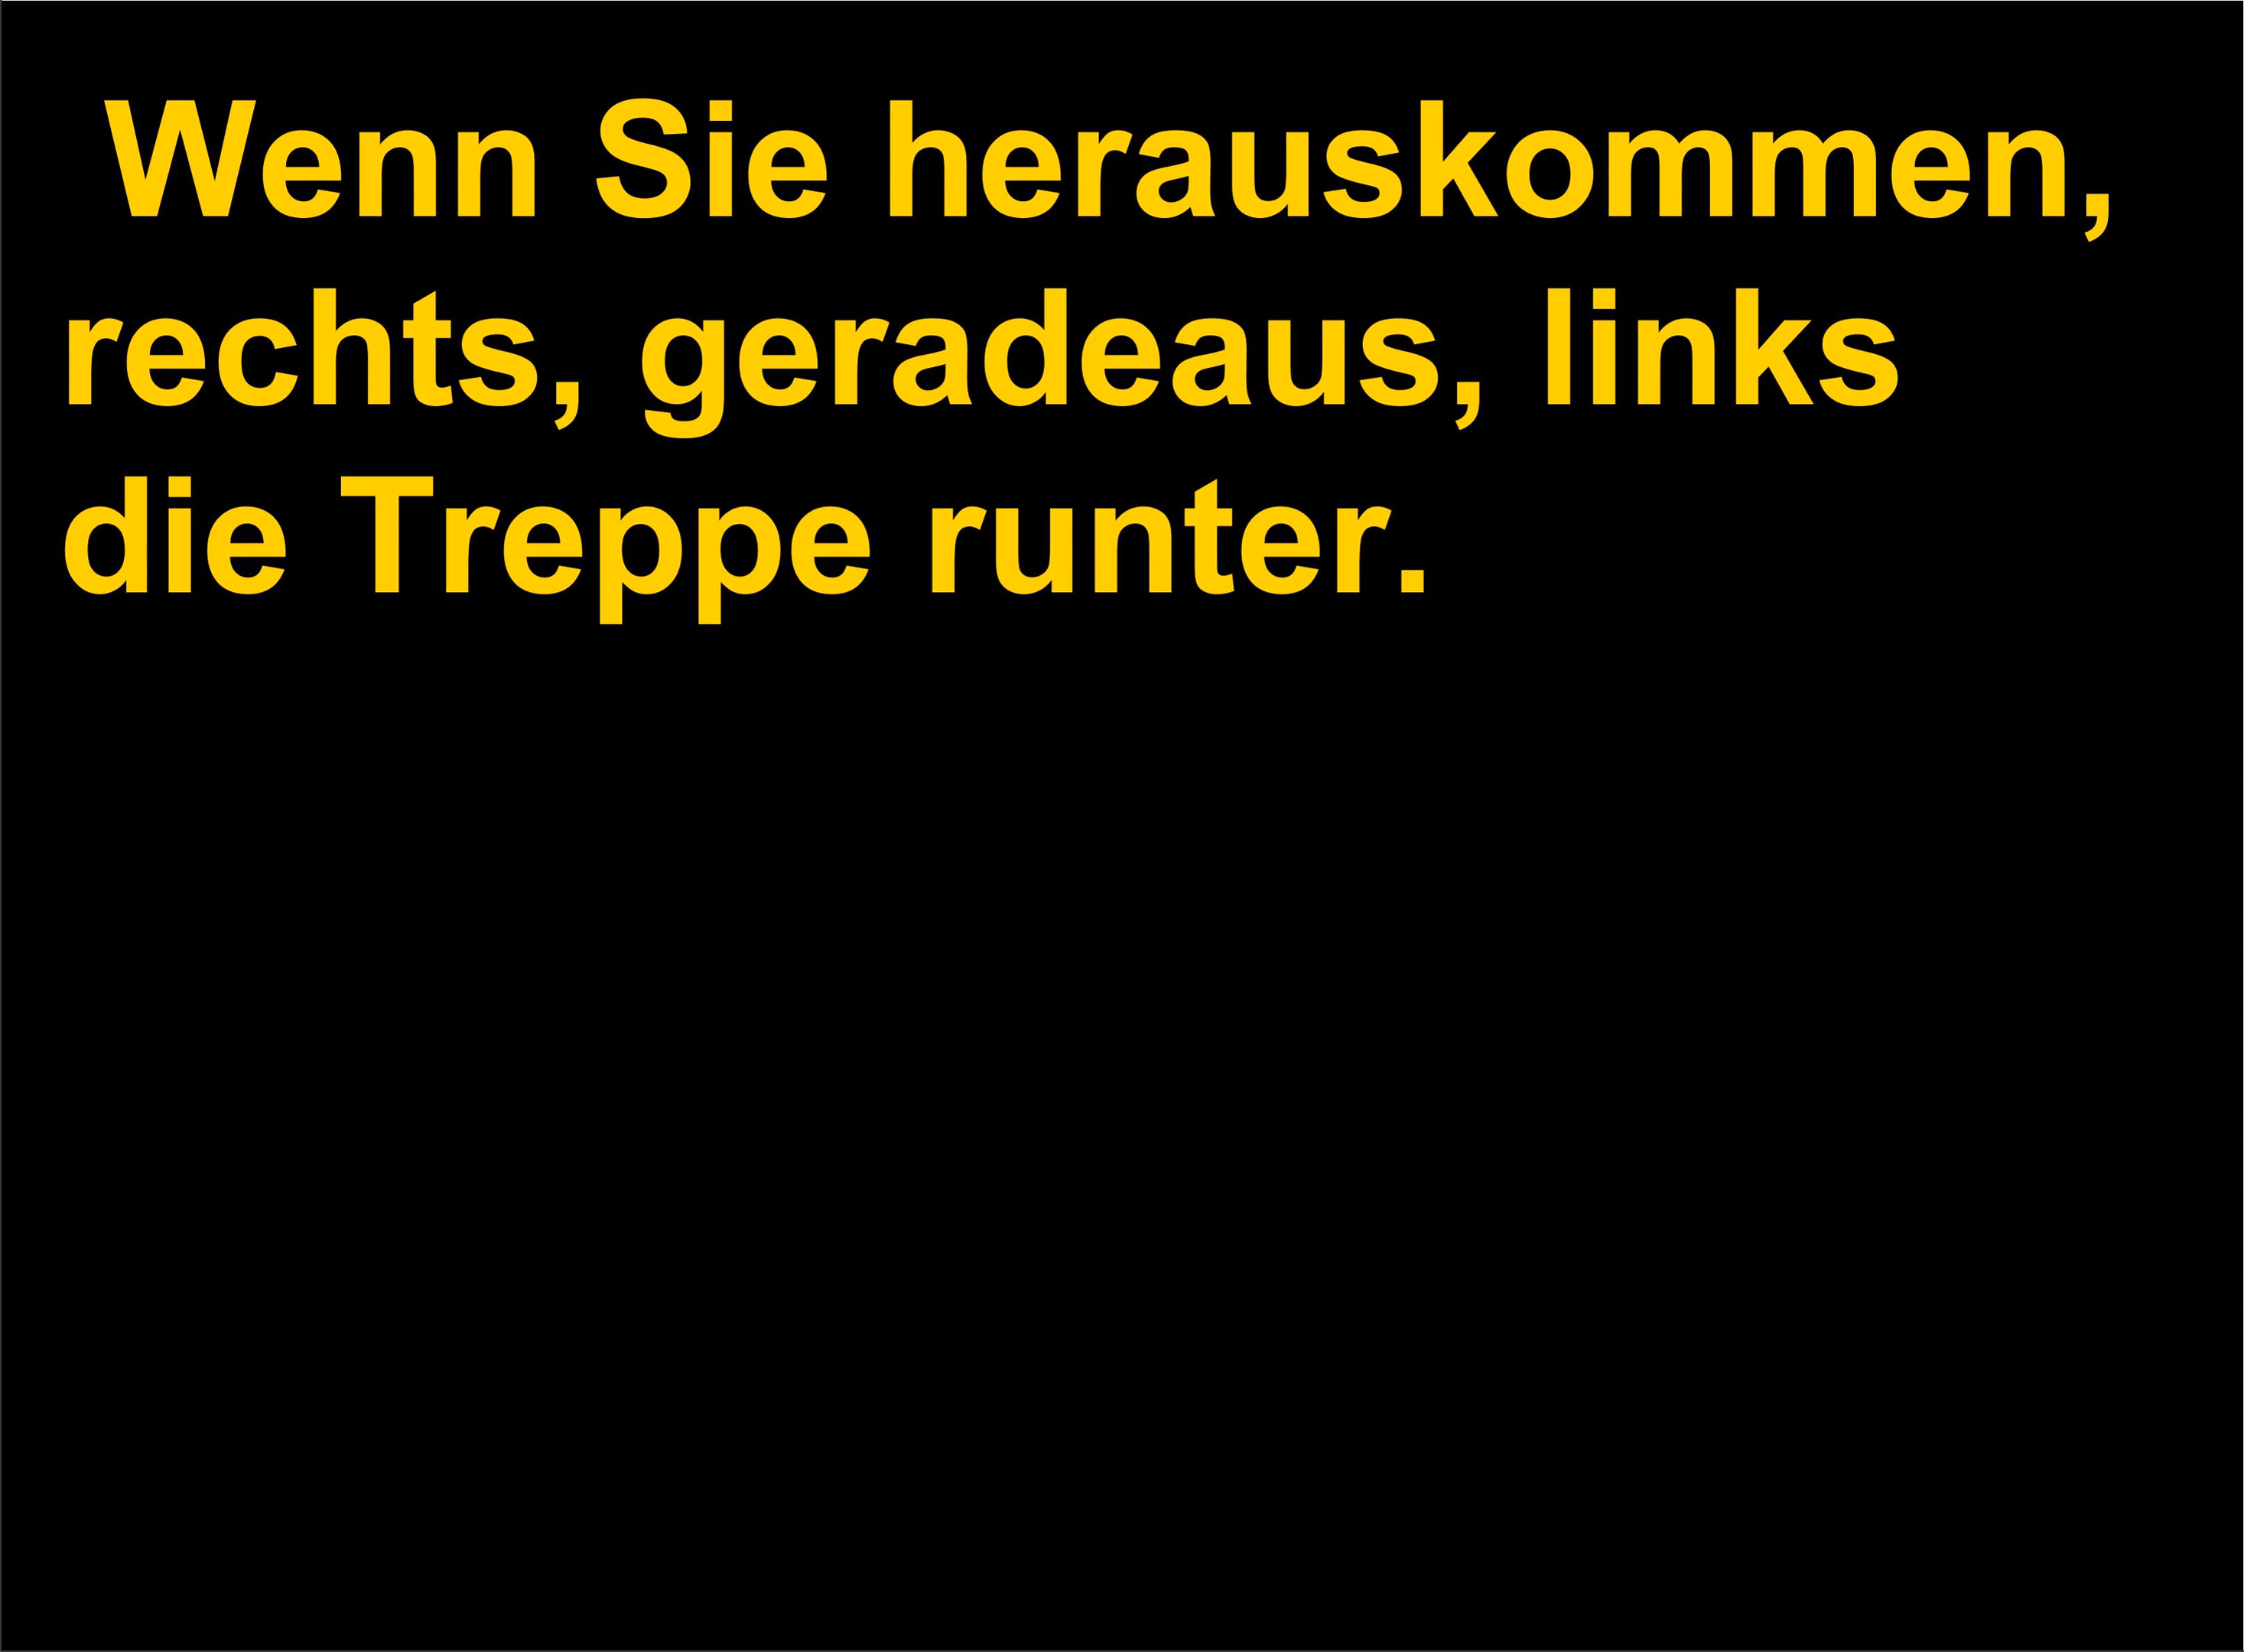 Wenn Sie herauskommen,
rechts, geradeaus, links
die Treppe runter.